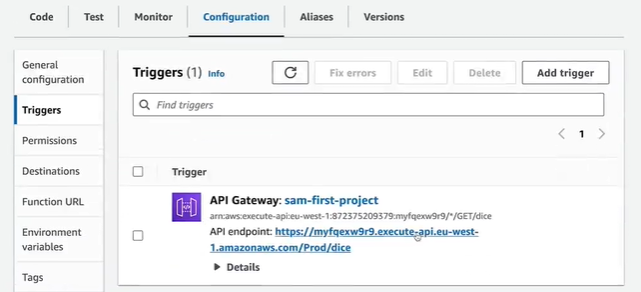 Code
Test
Monitor
Configuration
Aliases
Versions
General
configuration
Triggers
Permissions
Destinations
Function URL
Environment
variables
Tags
Triggers (1) Info
Fix errors
Edit
Delete
Add trigger
Find triggers
1
Trigger
API Gateway: sam-first-project
arn:aws:execute-api:eu-west-1:872375209379:myfqexw9r9/*/GET/dice
API endpoint: https://myfqexw9r9.execute-api.eu-west-
1.amazonaws.com/Prod/dice
Details